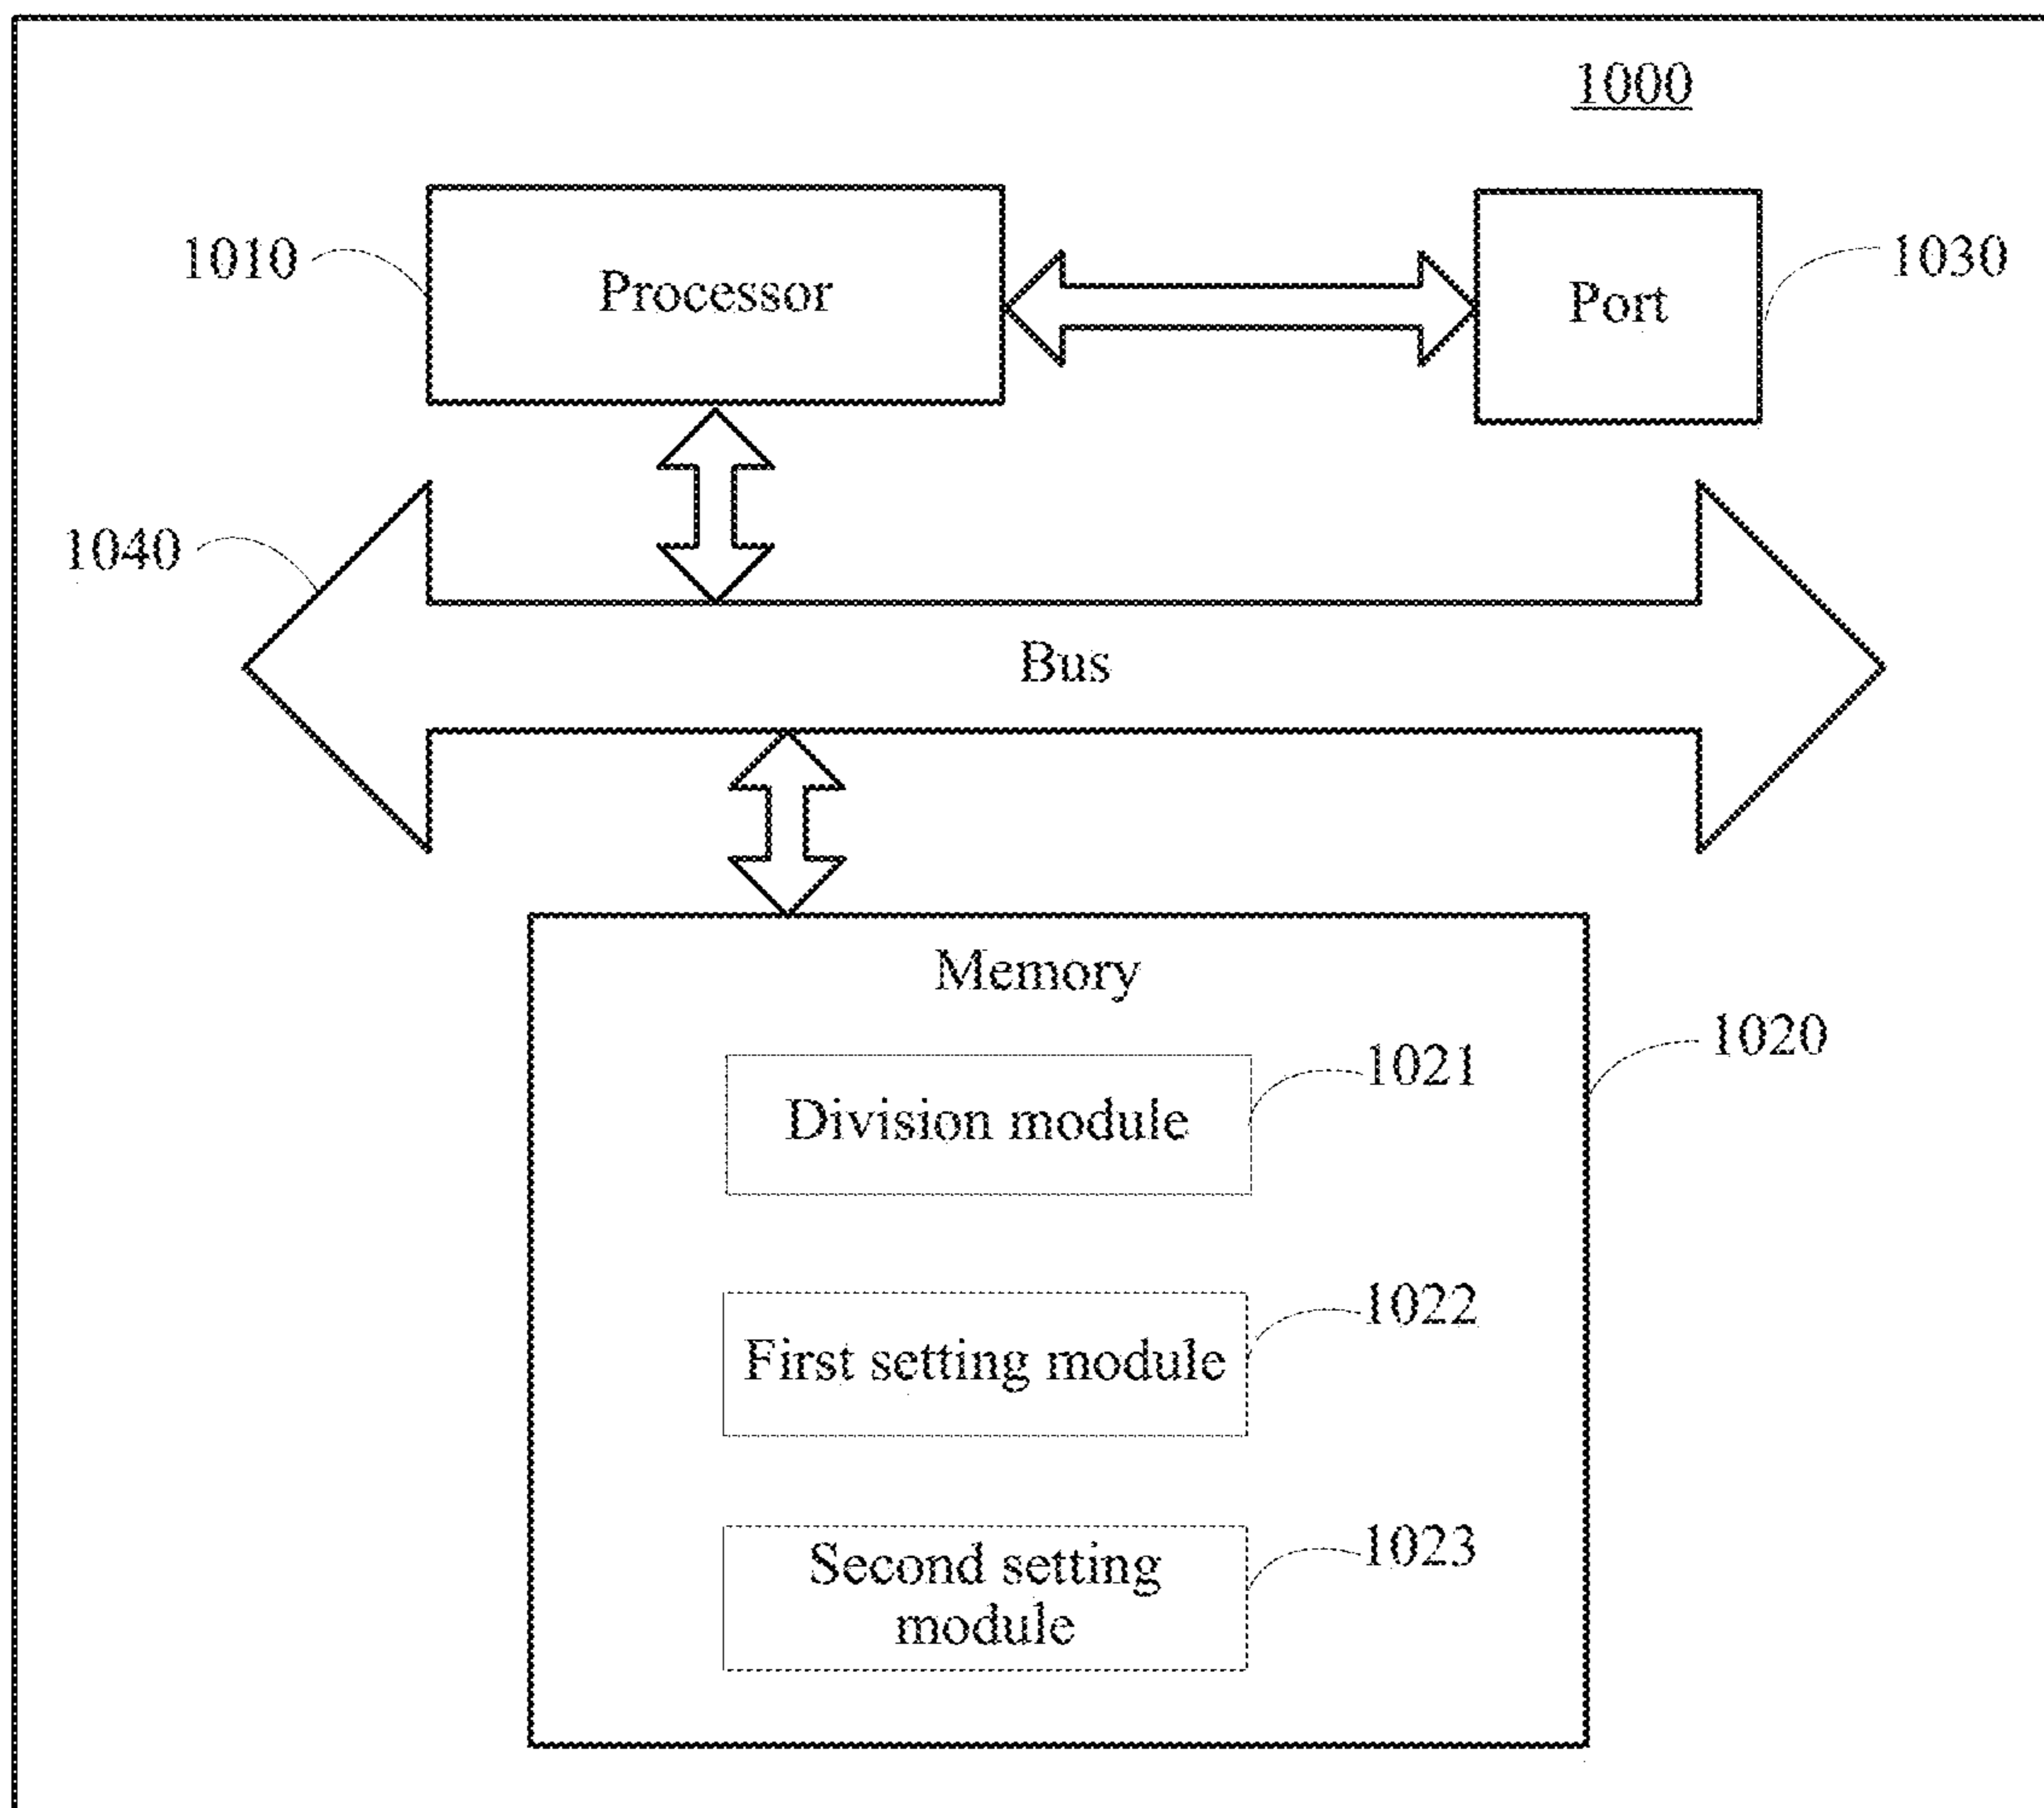 1000
1010
Processor
Port
1030
1040
Bus
Memory
1020
1021
Division module
1022
First setting module
1023
Second setting
module